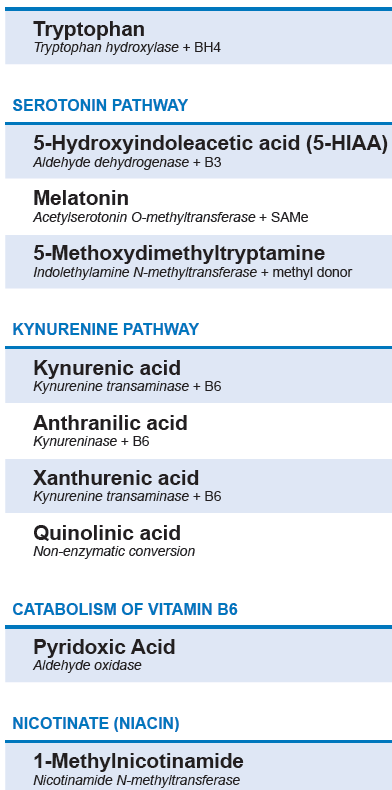 Tryptophan
Tryptophan hydroxylase + BH4
SEROTONIN PATHWAY
5-Hydroxyindoleacetic acid (5-HIAA)
Aldehyde dehydrogenase + B3
Melatonin
Acetylserotonin O-methyltransferase + SAMe
5-Methoxydimethyltryptamine
Indolethylamine N-methyltransferase + methyl donor
KYNURENINE PATHWAY
Kynurenic acid
Kynurenine transaminase + B6
Anthranilic acid
Kynureninase + B6
Xanthurenic acid
Kynurenine transaminase + B6
Quinolinic acid
Non-enzymatic conversion
CATABOLISM OF VITAMIN B6
Pyridoxic Acid
Aldehyde oxidase
NICOTINATE (NIACIN)
1-Methylnicotinamide
Nicotinamide N-methyltransferase